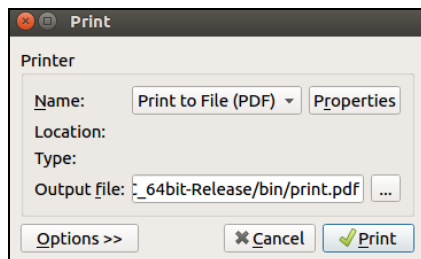 Print
Printer
Name: Print to File (PDF) Properties
Location:
Type:
Output file: C_64bit-Release/bin/print.pdf ...
Options >> Cancel Print